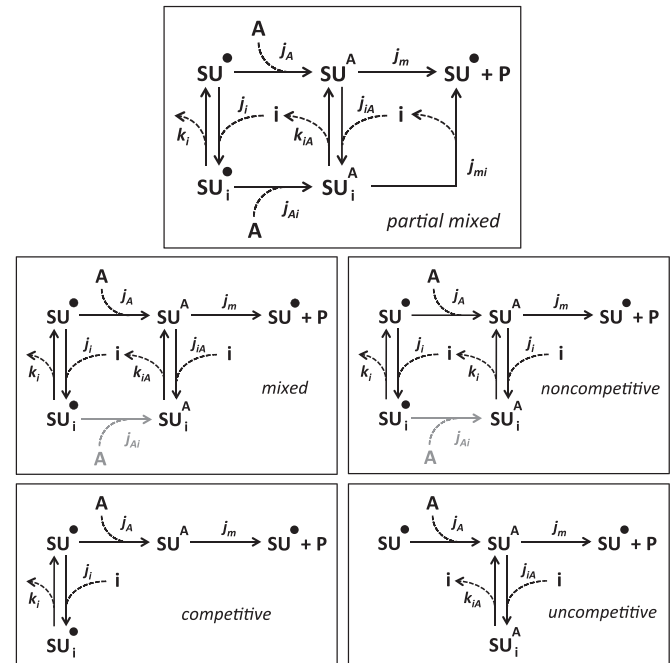 A
j_A
j_m
SU● SU^A SU● + P
k_i j_i i k_iA j_iA i
j_mi
SU_i● SU_i^A
j_Ai
A
partial mixed
A
j_A j_m
SU● SU^A SU● + P
k_i j_i i k_iA j_iA i
mixed
SU_i● SU_i^A
j_Ai
A
A
j_A j_m
SU● SU^A SU● + P
k_i j_i i k_i j_i i
noncompetitive
SU_i● SU_i^A
j_Ai
A
A
j_A j_m
SU● SU^A SU● + P
k_i j_i i
competitive
SU_i●
A
j_A j_m
SU● SU^A SU● + P
i k_iA j_iA i
uncompetitive
SU_i^A